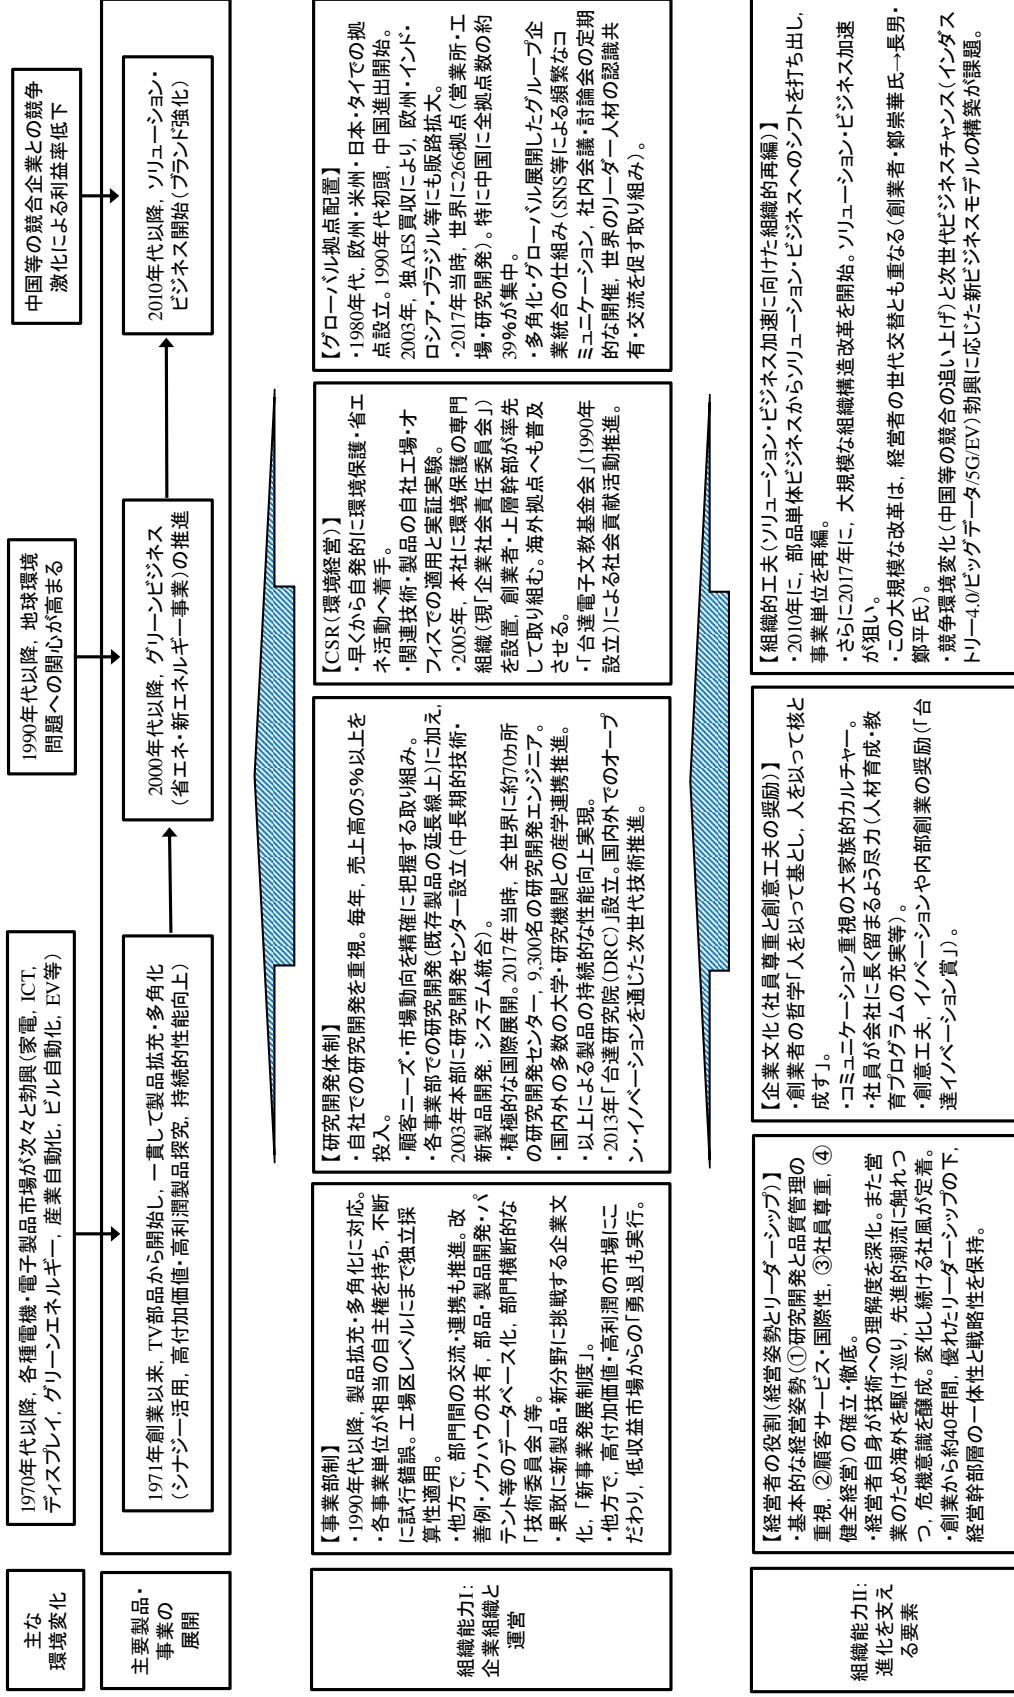 主な
環境変化
1970年代以降，各種電機・電子製品市場が次々と勃興（家電，ICT，
ディスプレイ，グリーンエネルギー，産業自動化，ビル自動化，EV等）
1990年代以降，地球環境
問題への関心が高まる
中国等の競合企業との競争
激化による利益率低下
主要製品・
事業の
展開
1971年創業以来，TV部品から開始し，一貫して製品拡充・多角化
（シナジー活用，高付加価値・高利潤製品探究，持続的性能向上）
2000年代以降，グリーンビジネス
（省エネ・新エネルギー事業）の推進
2010年代以降，ソリューション・
ビジネス開始（ブランド強化）
組織能力I：
企業組織と
運営
【事業部制】
・1990年代以降，製品拡充・多角化に対応。
・各事業単位が相当の自主権を持ち，不断
に試行錯誤。工場区レベルにまで独立採
算性適用。
・他方で，部門間の交流・連携も推進。改
善例・ノウハウの共有，部品・製品開発・パ
テント等のデータベース化，部門横断的な
「技術委員会」等。
・果敢に新製品・新分野に挑戦する企業文
化，「新事業発展制度」。
・他方で，高付加価値・高利潤の市場にこ
だわり，低収益市場からの「勇退」も実行。
【研究開発体制】
・自社での研究開発を重視。毎年，売上高の5％以上を
投入。
・顧客ニーズ・市場動向を精確に把握する取り組み。
・各事業部での研究開発（既存製品の延長線上）に加え，
2003年本部に研究開発センター設立（中長期的技術・
新製品開発，システム統合）。
・積極的な国際展開。2017年当時，全世界に約70カ所
の研究開発センター，9,300名の研究開発エンジニア。
・国内外の多数の大学・研究機関との産学連携推進。
・以上による製品の持続的な性能向上実現。
・2013年「台達研究院（DRC）」設立。国内外でのオープ
ン・イノベーションを通じた次世代技術推進。
【CSR（環境経営）】
・早くから自発的に環境保護・省エ
ネ活動へ着手。
・関連技術・製品の自社工場・オ
フィスでの適用と実証実験。
・2005年，本社に環境保護の専門
組織（現「企業社会責任委員会」）
を設置，創業者・上層幹部が率先
して取り組む。海外拠点へも普及
させる。
・「台達電子文教基金会」（1990年
設立）による社会貢献活動推進。
【グローバル拠点配置】
・1980年代，欧州・米州・日本・タイでの拠
点設立。1990年代初頭，中国進出開始。
2003年，独AES買収により，欧州・インド・
ロシア・ブラジル等にも販路拡大。
・2017年当時，世界に266拠点（営業所・工
場・研究開発）。特に中国に全拠点数の約
39％が集中。
・多角化・グローバル展開したグループ企
業統合の仕組み（SNS等による頻繁なコ
ミュニケーション，社内会議・討論会の定期
的な開催，世界のリーダー人材の認識共
有・交流を促す取り組み）。
組織能力II：
進化を支え
る要素
【経営者の役割（経営姿勢とリーダーシップ）】
・基本的な経営姿勢（①研究開発と品質管理の
重視，②顧客サービス・国際性，③社員尊重，④
健全経営）の確立・徹底。
・経営者自身が技術への理解度を深化。また営
業のため海外を駆け巡り，先進的潮流に触れつ
つ，危機意識を醸成。変化し続ける社風が定着。
・創業から約40年間，優れたリーダーシップの下，
経営幹部層の一体性と戦略性を保持。
【企業文化（社員尊重と創意工夫の奨励）】
・創業者の哲学「人を以って基とし，人を以って核と
成す」。
・コミュニケーション重視の大家族的カルチャー。
・社員が会社に長く留まるよう尽力（人材育成・教
育プログラムの充実等）。
・創意工夫，イノベーションや内部創業の奨励（「台
達イノベーション賞」）。
【組織的工夫（ソリューション・ビジネス加速に向けた組織的再編）】
・2010年に，部品単体ビジネスからソリューション・ビジネスへのシフトを打ち出し，
事業単位を再編。
・さらに2017年に，大規模な組織構造改革を開始。ソリューション・ビジネス加速
が狙い。
・この大規模な改革は，経営者の世代交替とも重なる（創業者・鄭崇華氏→長男・
鄭平氏）。
・競争環境変化（中国等の競合の追い上げ）と次世代ビジネスチャンス（インダス
トリー4.0/ビッグデータ/5G/EV）勃興に応じた新ビジネスモデルの構築が課題。